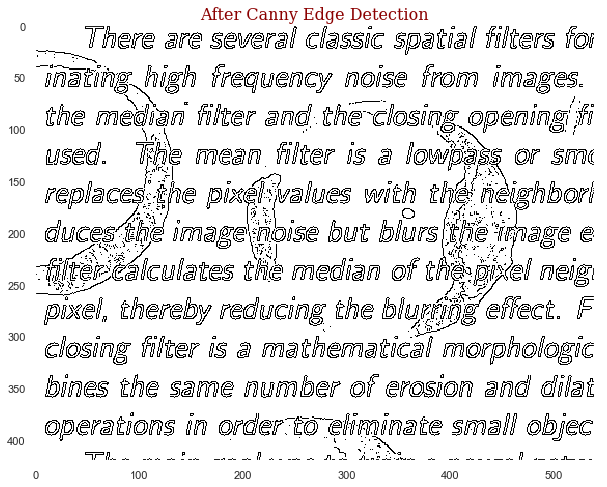 After Canny Edge Detection
0
There are several classic spatial filters for
50
inating high frequency noise from images.
the median filter and the closing opening fi
100
used. The mean filter is a lowpass or smo
150
replaces the pixel values with the neighborh
200
duces the image noise but blurs the image e
filter calculates the median of the pixel neig
250
pixel, thereby reducing the blurring effect. F
300
closing filter is a mathematical morphologic
350
bines the same number of erosion and dilat
operations in order to eliminate small objec
400
0 100 200 300 400 500